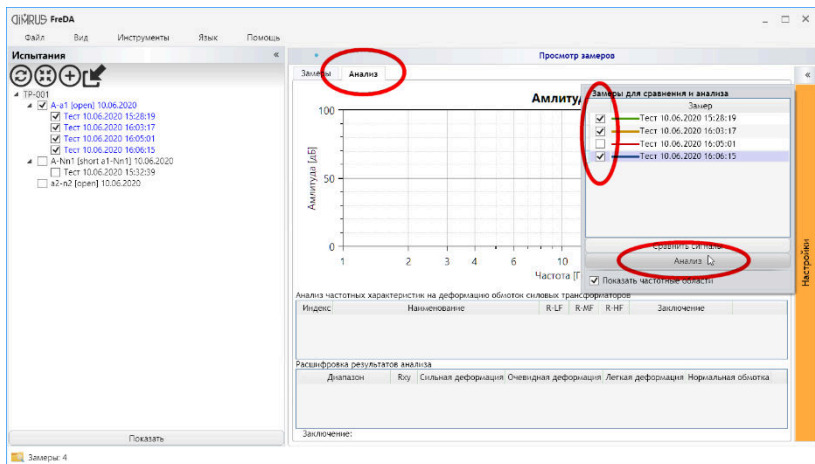 DIMRUS FreDA
Файл Вид Инструменты Язык Помощь
Испытания
TP-001
A-a1 [open] 10.06.2020
Тест 10.06.2020 15:28:19
Тест 10.06.2020 16:03:17
Тест 10.06.2020 16:05:01
Тест 10.06.2020 16:06:15
A-Nn1 [short a1-Nn1] 10.06.2020
Тест 10.06.2020 15:32:39
a2-n2 [open] 10.06.2020
Показать
Замеры: 4
Просмотр замеров
Замеры Анализ
Амлиту
100
50
0
Амлитуда [дБ]
1 2 3 4 6 10
Частота [Г
Замеры для сравнения и анализа
Замер
Тест 10.06.2020 15:28:19
Тест 10.06.2020 16:03:17
Тест 10.06.2020 16:05:01
Тест 10.06.2020 16:06:15
Сравнить сигналы
Анализ
Показать частотные области
Настройки
Анализ частотных характеристик на деформацию обмоток силовых трансформаторов
Индекс Наименование R-LF R-MF R-HF Заключение
Расшифровка результатов анализа
Диапазон Rxy Сильная деформация Очевидная деформация Легкая деформация Нормальная обмотка
Заключение: